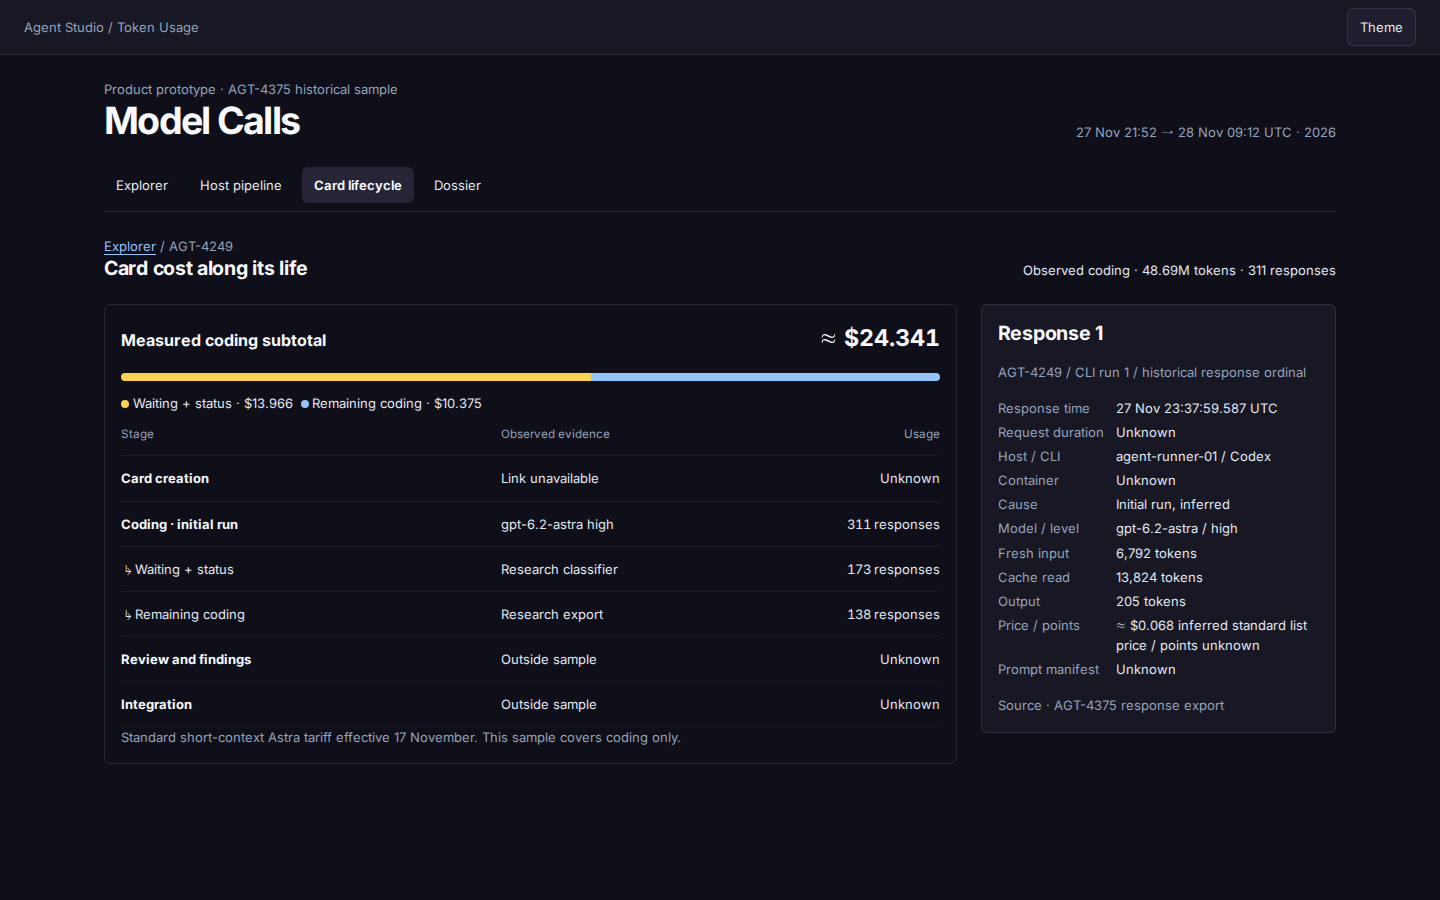 Agent Studio / Token Usage
Theme
Product prototype · AGT-4375 historical sample
Model Calls
27 Nov 21:52 → 28 Nov 09:12 UTC · 2026
Explorer
Host pipeline
Card lifecycle
Dossier
Explorer / AGT-4249
Card cost along its life
Observed coding · 48.69M tokens · 311 responses
Measured coding subtotal
≈ $24.341
Waiting + status · $13.966
Remaining coding · $10.375
Stage Observed evidence Usage
Card creation Link unavailable Unknown
Coding · initial run gpt-6.2-astra high 311 responses
↳ Waiting + status Research classifier 173 responses
↳ Remaining coding Research export 138 responses
Review and findings Outside sample Unknown
Integration Outside sample Unknown
Standard short-context Astra tariff effective 17 November. This sample covers coding only.
Response 1
AGT-4249 / CLI run 1 / historical response ordinal
Response time 27 Nov 23:37:59.587 UTC
Request duration Unknown
Host / CLI agent-runner-01 / Codex
Container Unknown
Cause Initial run, inferred
Model / level gpt-6.2-astra / high
Fresh input 6,792 tokens
Cache read 13,824 tokens
Output 205 tokens
Price / points ≈ $0.068 inferred standard list
price / points unknown
Prompt manifest Unknown
Source · AGT-4375 response export